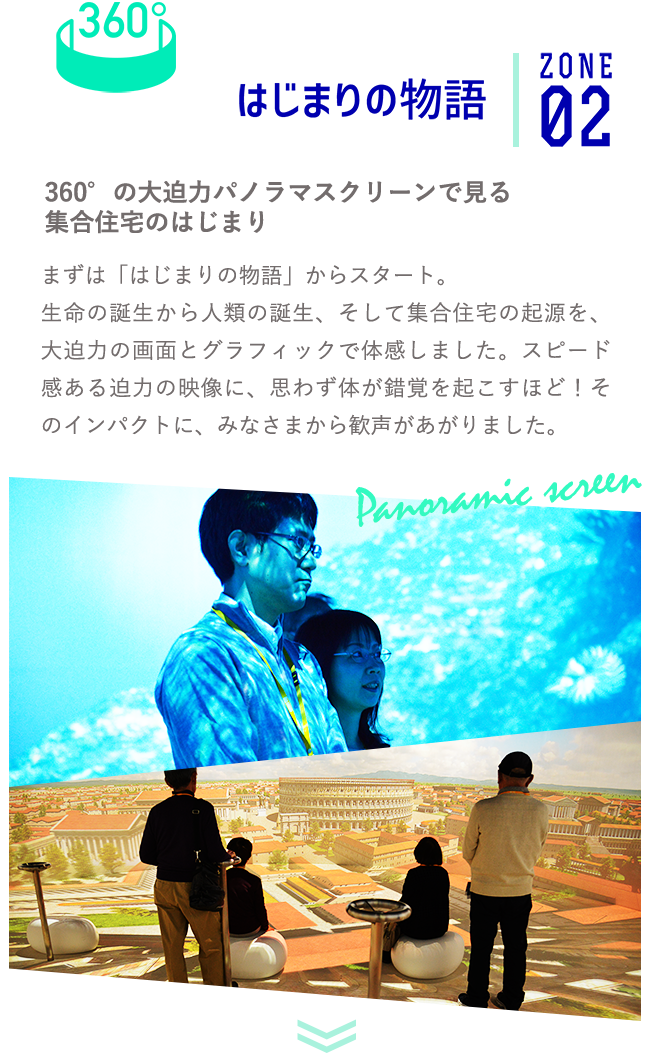 360°
はじまりの物語
ZONE
02
360°の大迫力パノラマスクリーンで見る
集合住宅のはじまり
まずは「はじまりの物語」からスタート。
生命の誕生から人類の誕生、そして集合住宅の起源を、
大迫力の画面とグラフィックで体感しました。スピード
感ある迫力の映像に、思わず体が錯覚を起こすほど！そ
のインパクトに、みなさまから歓声があがりました。
Panoramic screen